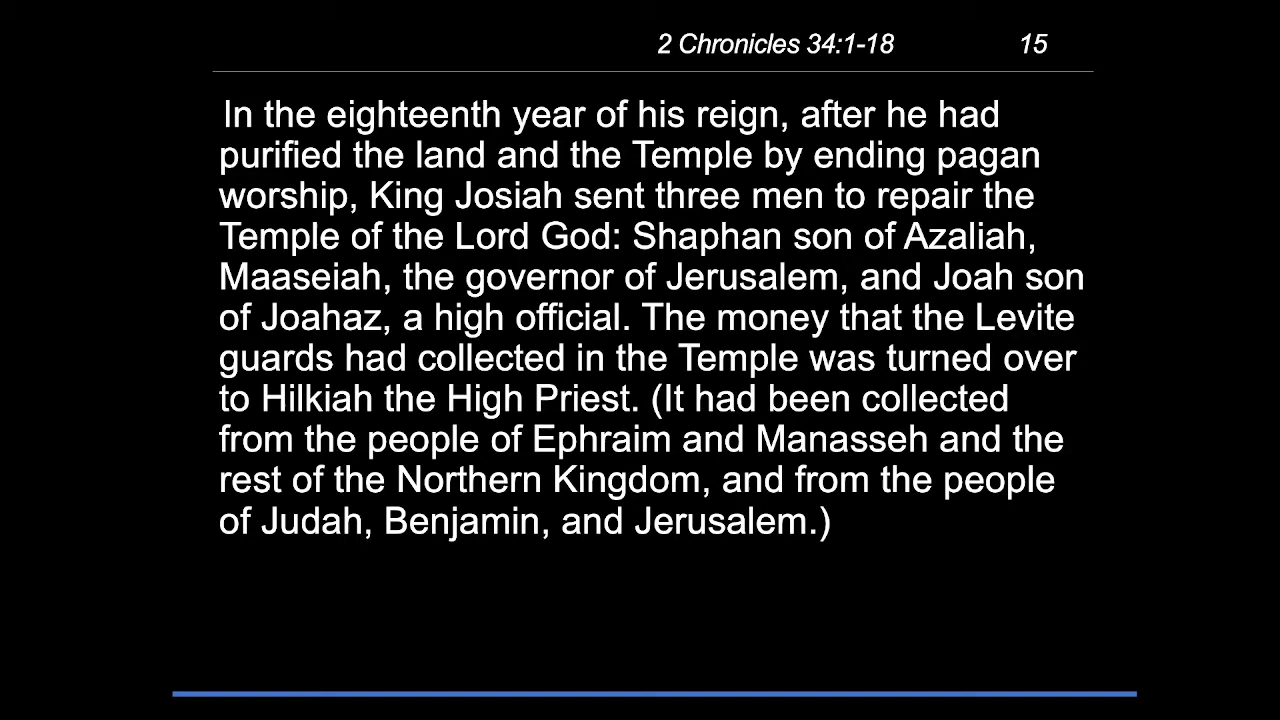 2 Chronicles 34:1-18 15
In the eighteenth year of his reign, after he had
purified the land and the Temple by ending pagan
worship, King Josiah sent three men to repair the
Temple of the Lord God: Shaphan son of Azaliah,
Maaseiah, the governor of Jerusalem, and Joah son
of Joahaz, a high official. The money that the Levite
guards had collected in the Temple was turned over
to Hilkiah the High Priest. (It had been collected
from the people of Ephraim and Manasseh and the
rest of the Northern Kingdom, and from the people
of Judah, Benjamin, and Jerusalem.)